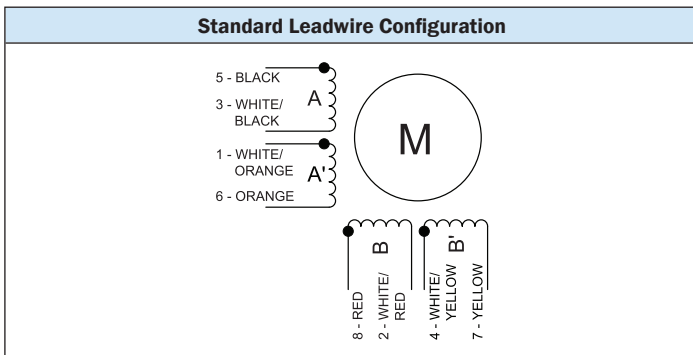 Standard Leadwire Configuration
5 - BLACK
3 - WHITE/
BLACK
A
1 - WHITE/
ORANGE
A'
6 - ORANGE
M
B
B'
8 - RED
2 - WHITE/
RED
4 - WHITE/
YELLOW
7 - YELLOW